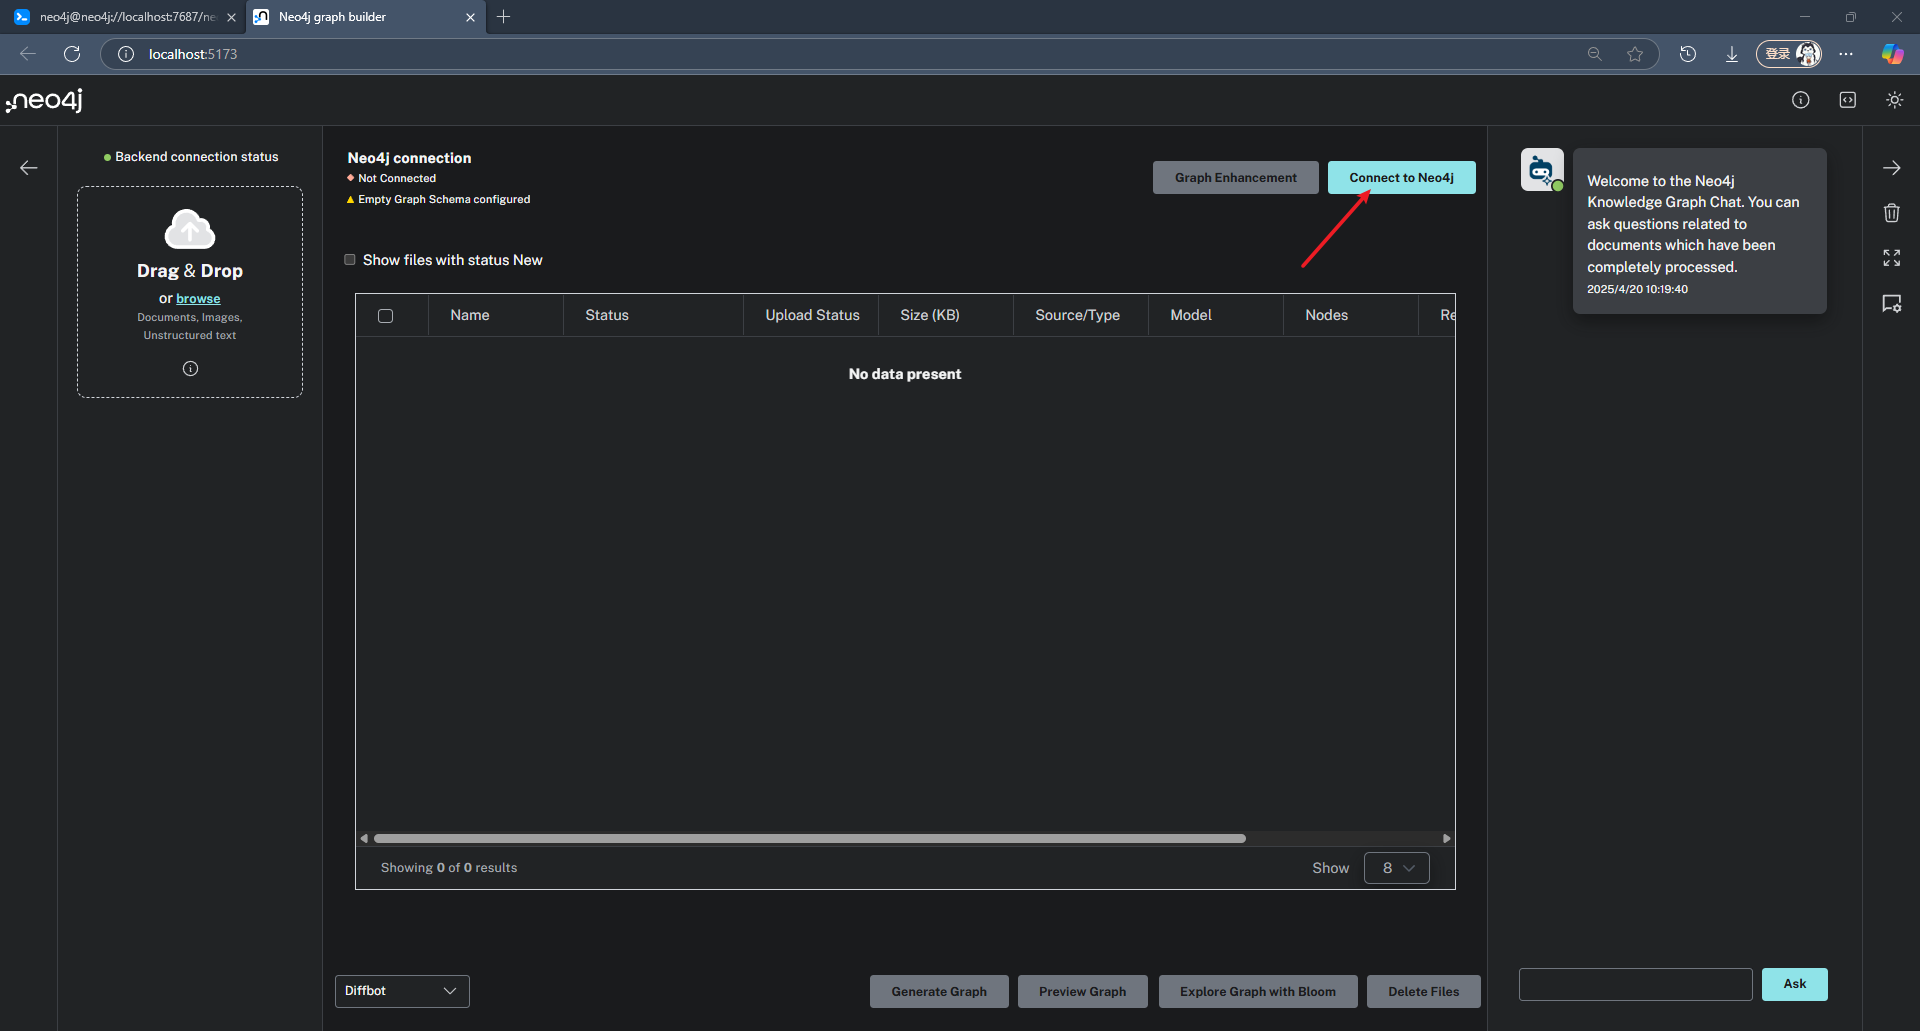 neo4j@neo4j://localhost:7687/ne
Neo4j graph builder
localhost:5173
登录
neo4j
Backend connection status
Drag & Drop
or browse
Documents, Images,
Unstructured text
Neo4j connection
Not Connected
Empty Graph Schema configured
Graph Enhancement
Connect to Neo4j
Show files with status New
Name
Status
Upload Status
Size (KB)
Source/Type
Model
Nodes
Re
No data present
Showing 0 of 0 results
Show
8
Diffbot
Generate Graph
Preview Graph
Explore Graph with Bloom
Delete Files
Welcome to the Neo4j
Knowledge Graph Chat. You can
ask questions related to
documents which have been
completely processed.
2025/4/20 10:19:40
Ask